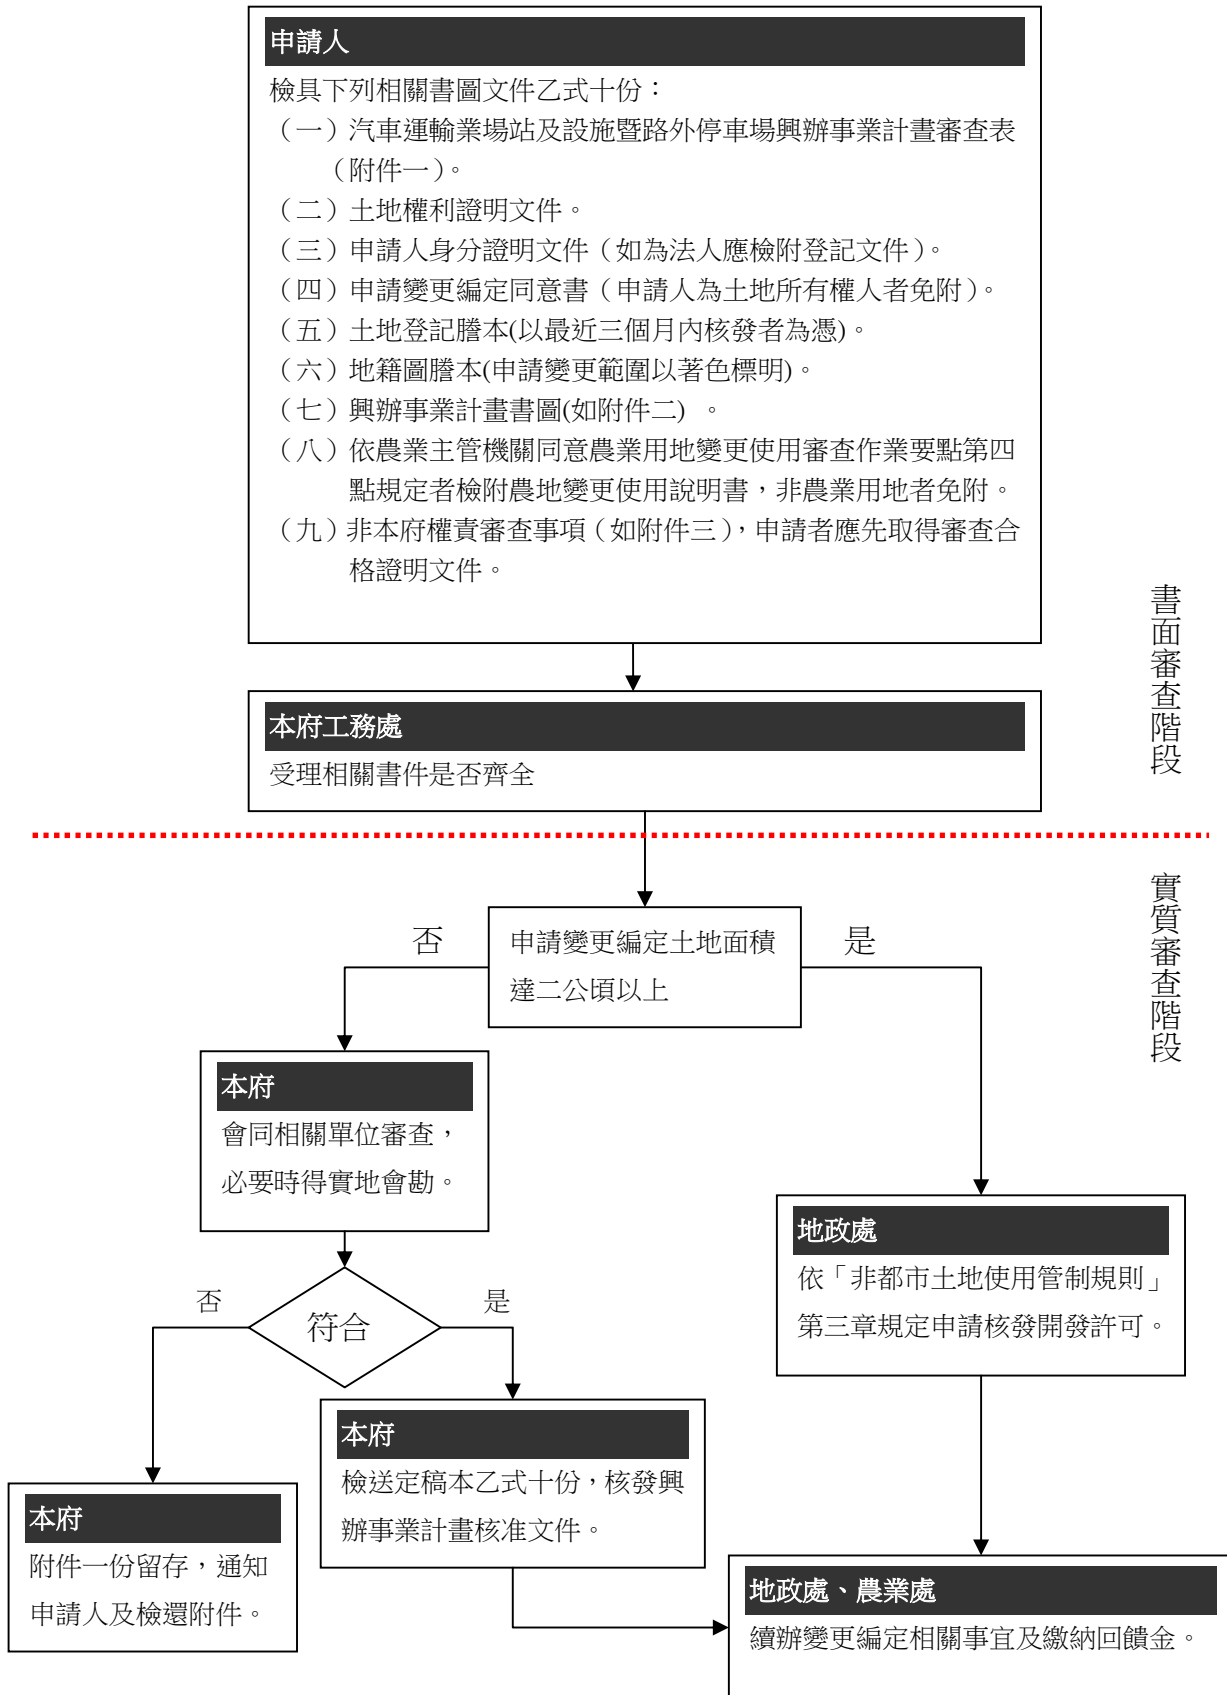 申請人
檢具下列相關書圖文件乙式十份：
（一）汽車運輸業場站及設施暨路外停車場興辦事業計畫審查表
（附件一）。
（二）土地權利證明文件。
（三）申請人身分證明文件（如為法人應檢附登記文件）。
（四）申請變更編定同意書（申請人為土地所有權人者免附）。
（五）土地登記謄本(以最近三個月內核發者為憑)。
（六）地籍圖謄本(申請變更範圍以著色標明)。
（七）興辦事業計畫書圖(如附件二) 。
（八）依農業主管機關同意農業用地變更使用審查作業要點第四
點規定者檢附農地變更使用說明書，非農業用地者免附。
（九）非本府權責審查事項（如附件三），申請者應先取得審查合
格證明文件。
書面審查階段
本府工務處
受理相關書件是否齊全
實質審查階段
否
申請變更編定土地面積
達二公頃以上
是
本府
會同相關單位審查，
必要時得實地會勘。
地政處
依「非都市土地使用管制規則」
第三章規定申請核發開發許可。
否
符合
是
本府
檢送定稿本乙式十份，核發興
辦事業計畫核准文件。
本府
附件一份留存，通知
申請人及檢還附件。
地政處、農業處
續辦變更編定相關事宜及繳納回饋金。